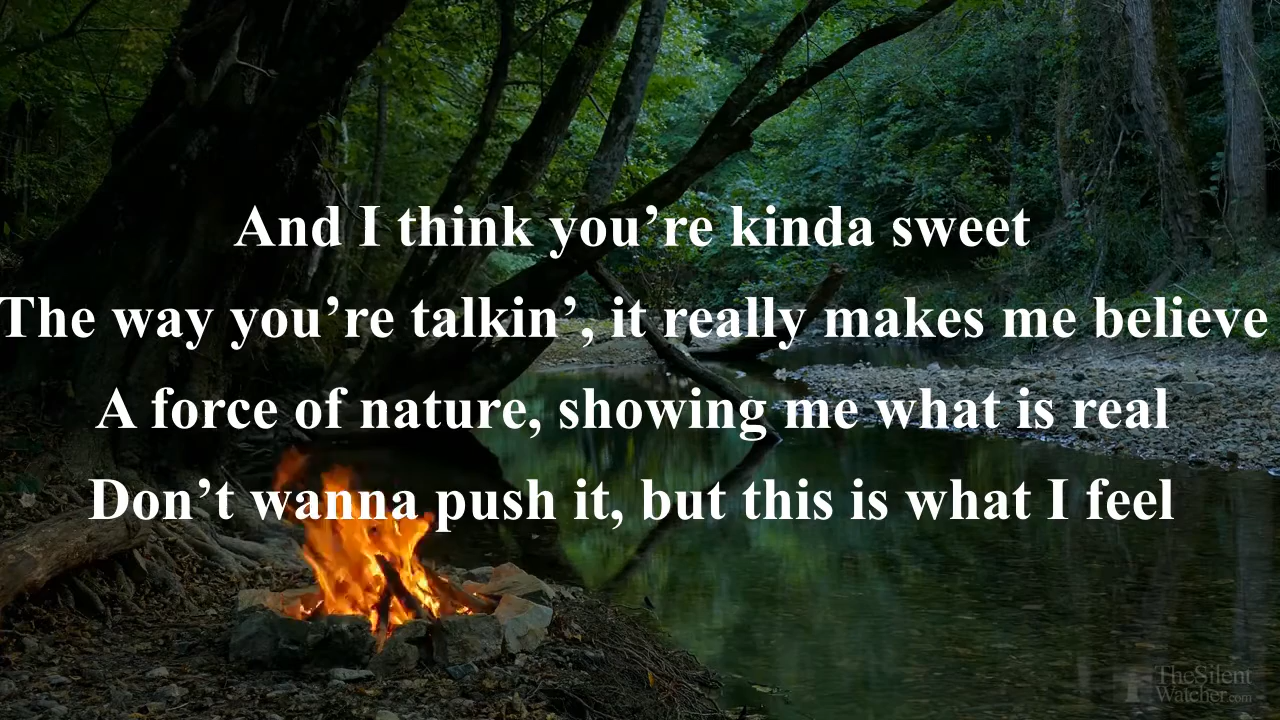 And I think you’re kinda sweet
The way you’re talkin’, it really makes me believe
A force of nature, showing me what is real
Don’t wanna push it, but this is what I feel
TheSilent
Watcher.com